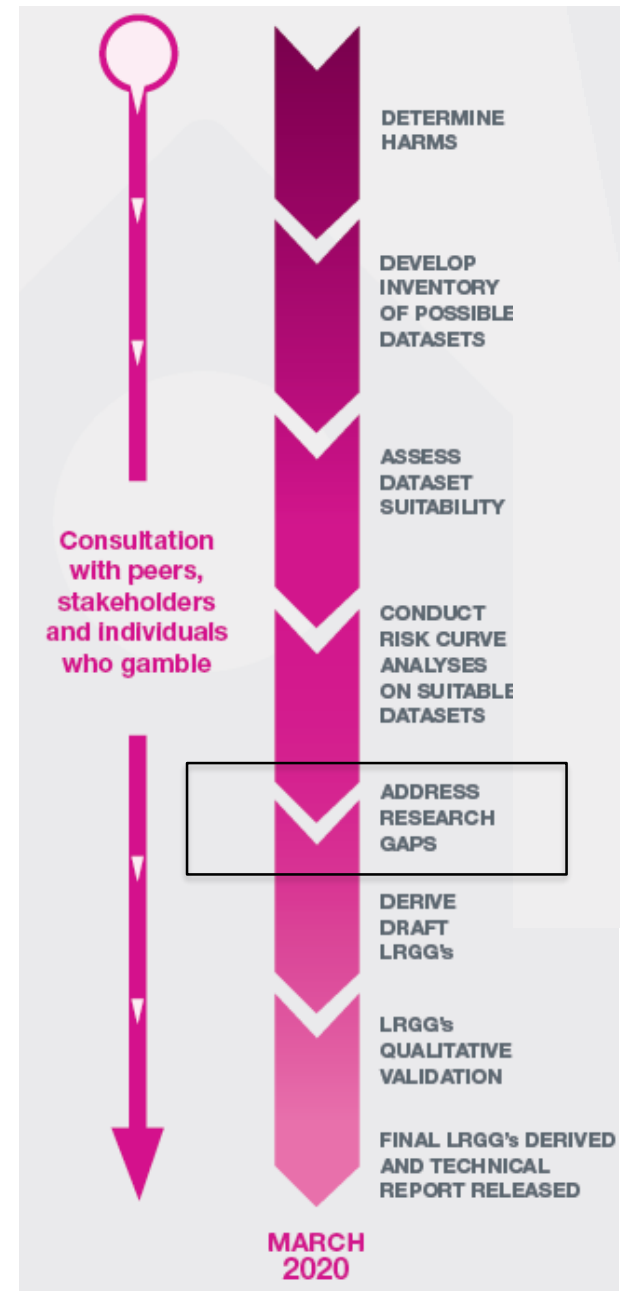 DETERMINE
HARMS
DEVELOP
INVENTORY
OF POSSIBLE
DATASETS
ASSESS
DATASET
SUITABILITY
Consultation
with peers,
stakeholders
and individuals
who gamble
CONDUCT
RISK CURVE
ANALYSES
ON SUITABLE
DATASETS
ADDRESS
RESEARCH
GAPS
DERIVE
DRAFT
LRGG's
LRGG's
QUALITATIVE
VALIDATION
FINAL LRGG's DERIVED
AND TECHNICAL
REPORT RELEASED
MARCH
2020